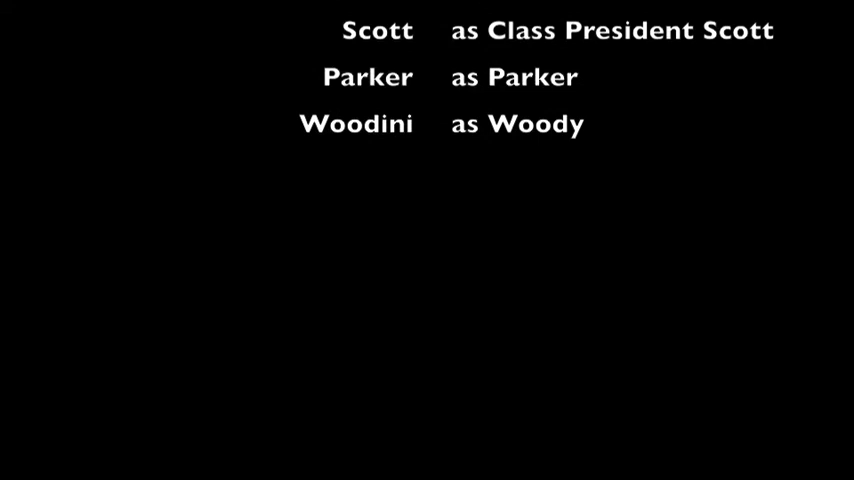 Scott as Class President Scott
Parker as Parker
Woodini as Woody